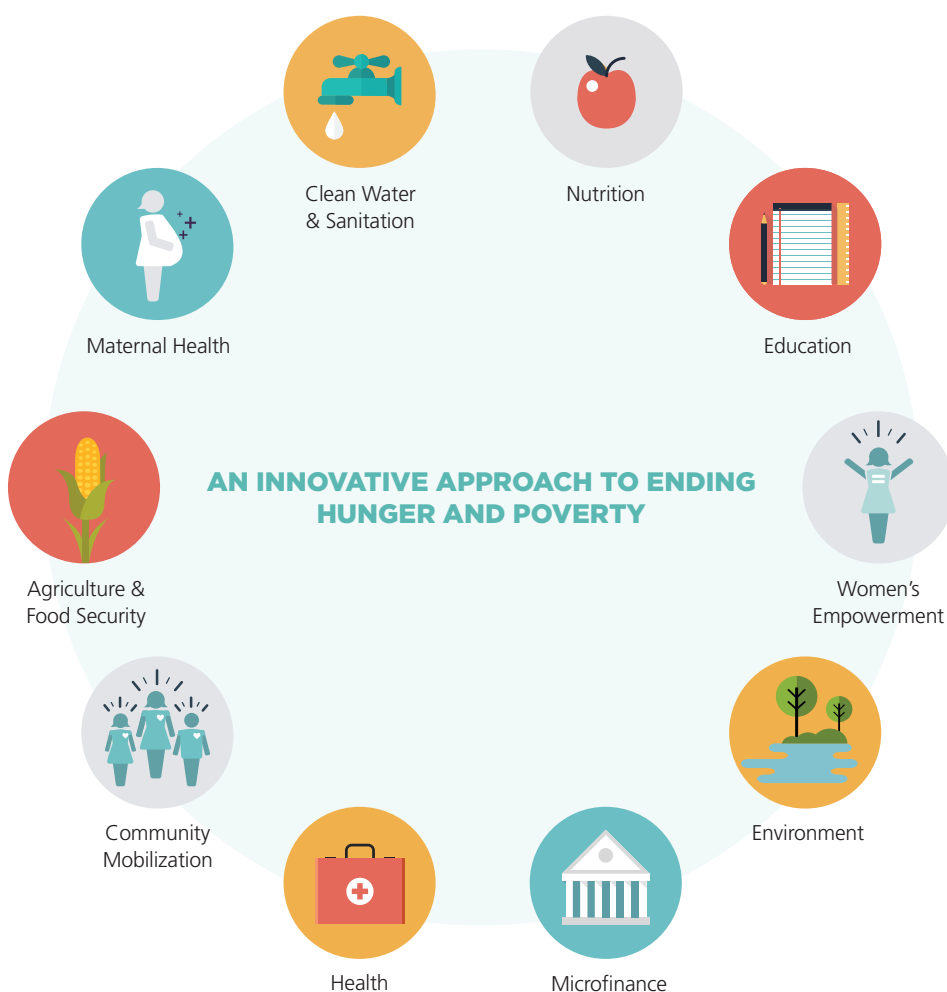 Clean Water
& Sanitation
Nutrition
Maternal Health
Education
AN INNOVATIVE APPROACH TO ENDING
HUNGER AND POVERTY
Agriculture &
Food Security
Women's
Empowerment
Community
Mobilization
Environment
Health
Microfinance